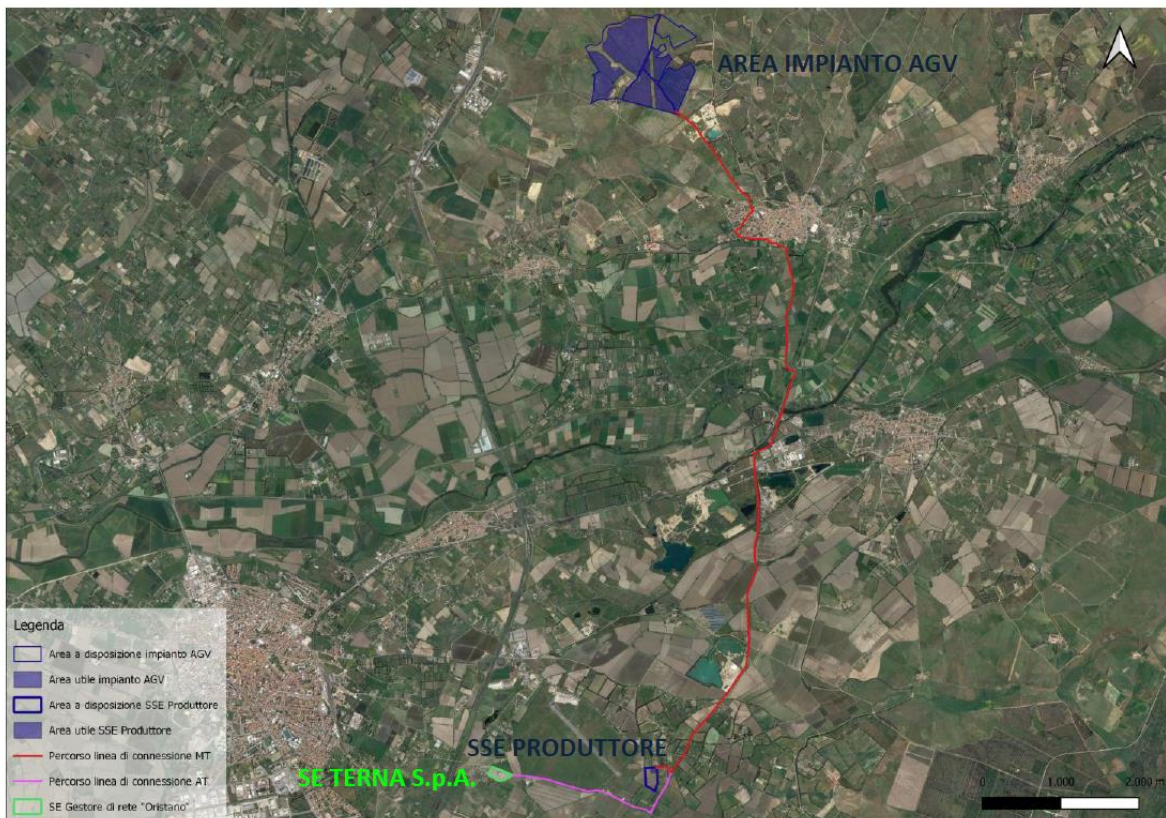 AREA IMPIANTO AGV
Legenda
Area a disposizione impianto AGV
Area utile impianto AGV
Area a disposizione SSE Produttore
Area utile SSE Produttore
Percorso linea di connessione MT
Percorso linea di connessione AT
SE Gestore di rete "Oristano"
SSE PRODUTTORE
SE TERNA S.p.A.
0 1.000 2.000 m